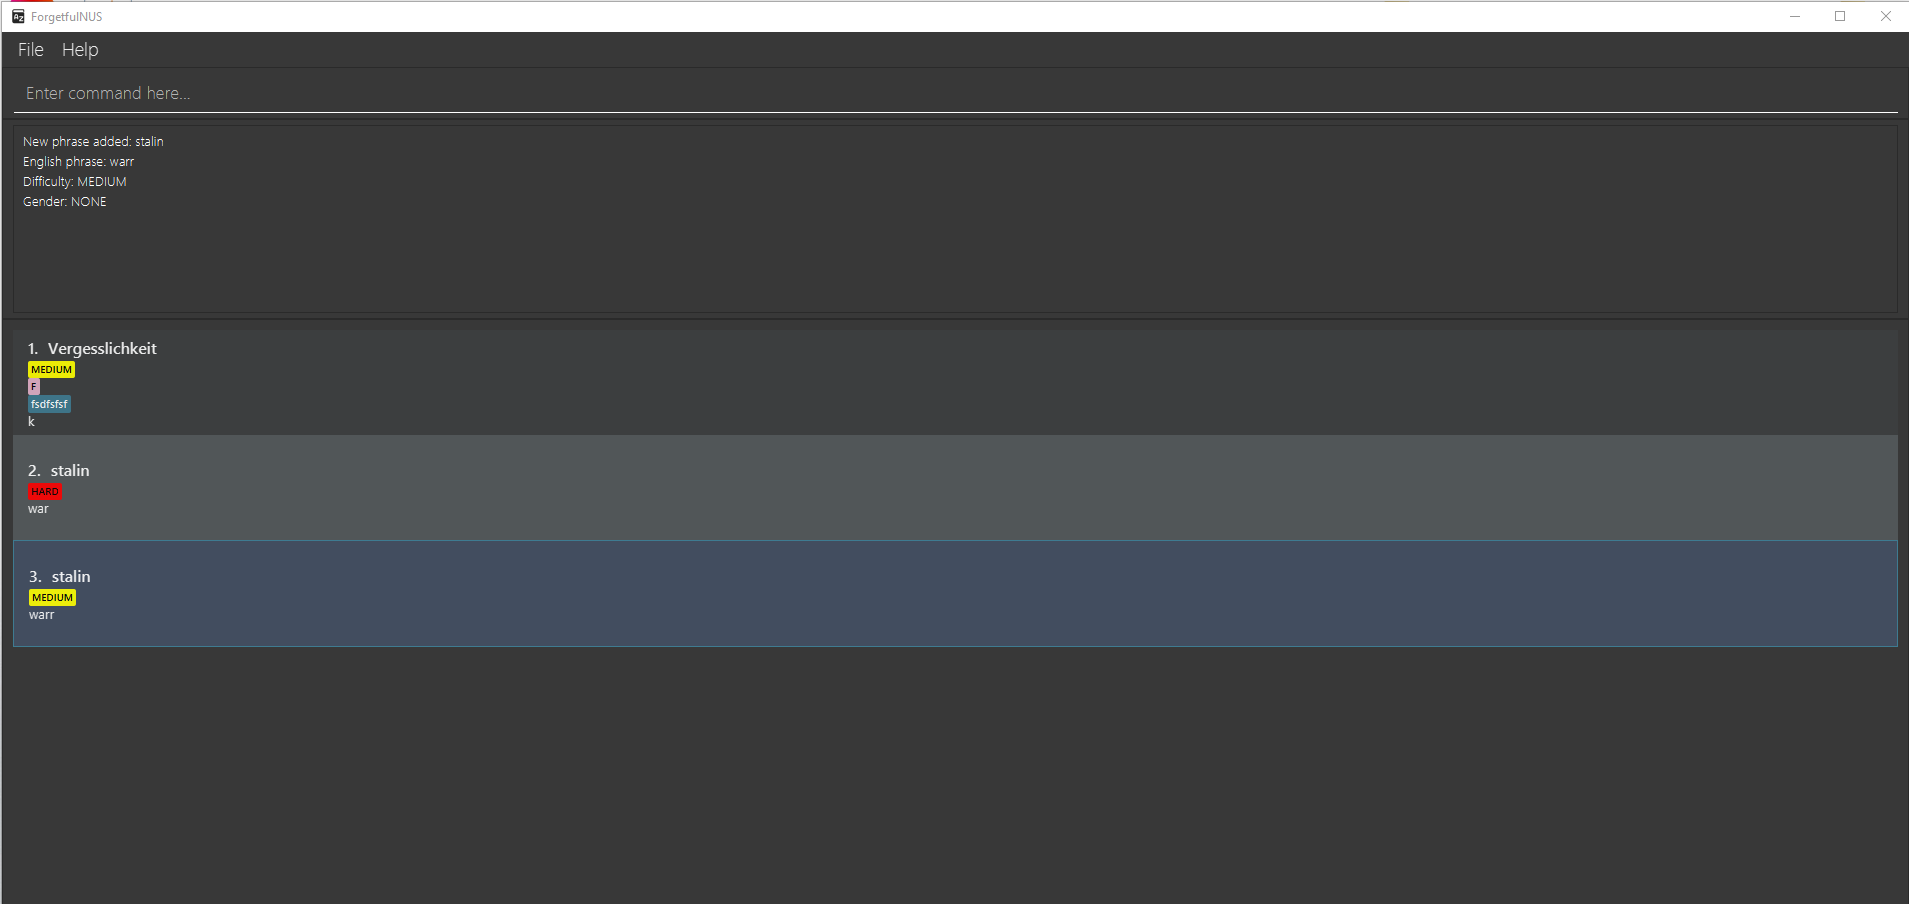 ForgetfulNUS
File Help
Enter command here...
New phrase added: stalin
English phrase: warr
Difficulty: MEDIUM
Gender: NONE
1. Vergesslichkeit
MEDIUM
F
fsdfsfsf
k
2. stalin
HARD
war
3. stalin
MEDIUM
warr